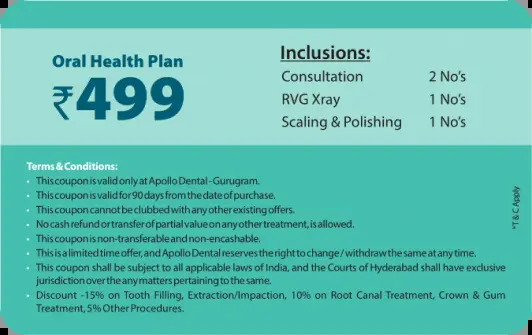 Oral Health Plan
₹499
Inclusions:
Consultation 2 No's
RVG Xray 1 No's
Scaling & Polishing 1 No's
Terms & Conditions:
• This coupon is valid only at Apollo Dental - Gurugram.
• This coupon is valid for 90 days from the date of purchase.
• This coupon cannot be clubbed with any other existing offers.
• No cash refund or transfer of partial value on any other treatment, is allowed.
• This coupon is non-transferable and non-encashable.
• This is a limited time offer, and Apollo Dental reserves the right to change / withdraw the same at any time.
• This coupon shall be subject to all applicable laws of India, and the Courts of Hyderabad shall have exclusive
jurisdiction over the any matters pertaining to the same.
• Discount -15% on Tooth Filling, Extraction/Impaction, 10% on Root Canal Treatment, Crown & Gum
Treatment, 5% Other Procedures.
*T & C Apply